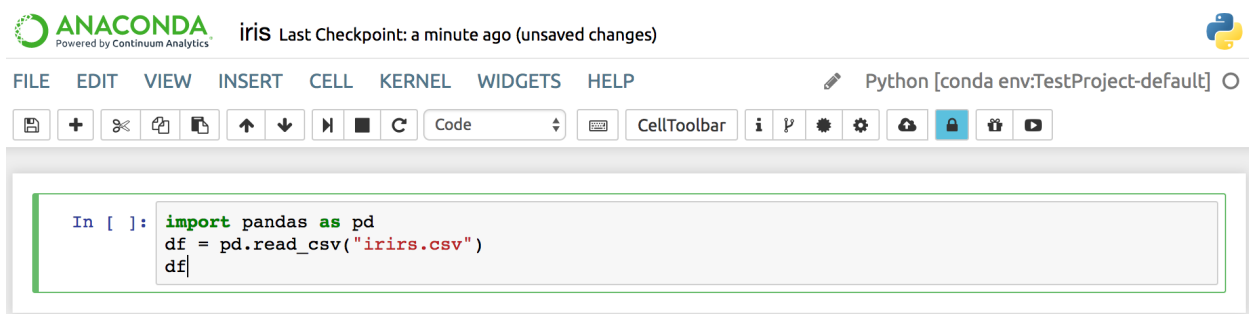 ANACONDA
Powered by Continuum Analytics
iris Last Checkpoint: a minute ago (unsaved changes)
FILE EDIT VIEW INSERT CELL KERNEL WIDGETS HELP Python [conda env:TestProject-default]
Code CellToolbar
In [ ]: import pandas as pd
df = pd.read_csv("irirs.csv")
df